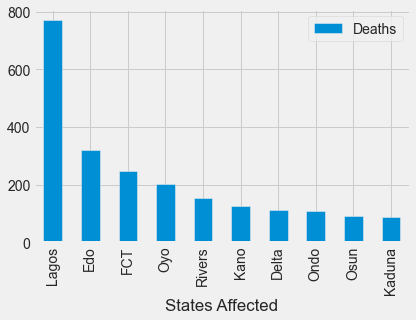 800
600
400
200
0
Deaths
Lagos
Edo
FCT
Oyo
Rivers
Kano
Delta
Ondo
Osun
Kaduna
States Affected